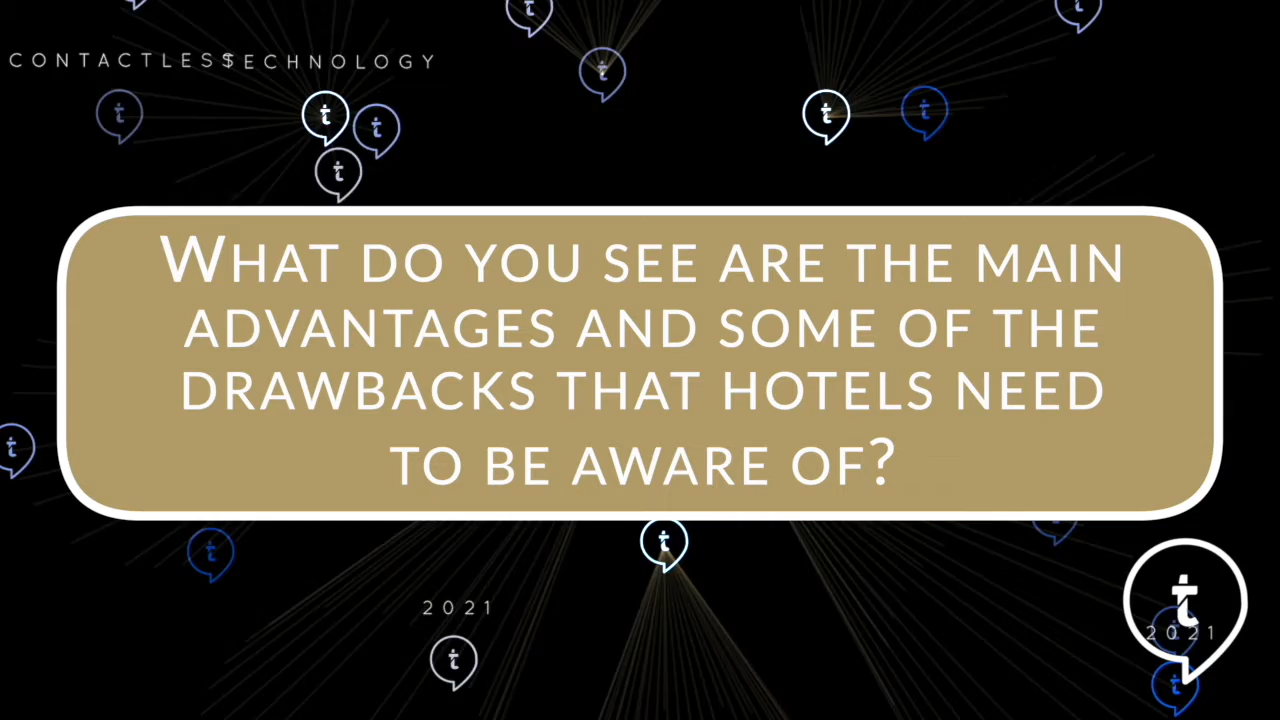 CONTACTLESS TECHNOLOGY
WHAT DO YOU SEE ARE THE MAIN
ADVANTAGES AND SOME OF THE
DRAWBACKS THAT HOTELS NEED
TO BE AWARE OF?
2021
2021